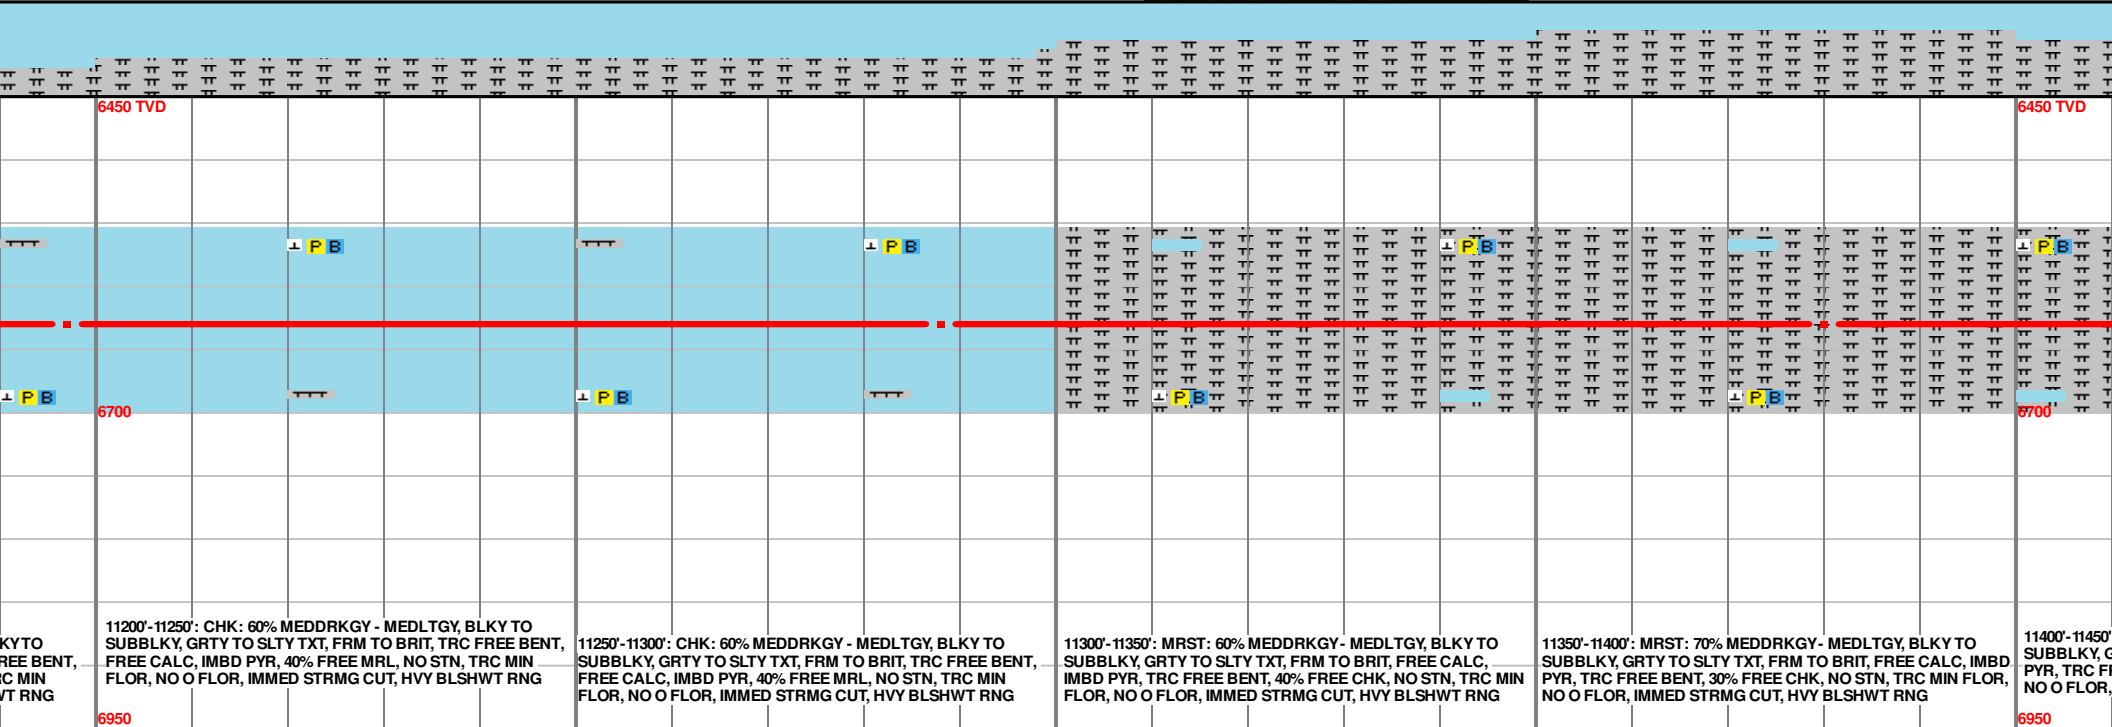 6450 TVD
6450 TVD
P B
P B
P B
P B
P B
P B
P B
P B
6700
6700
KY TO
REE BENT,
C MIN
VT RNG
11200'-11250': CHK: 60% MEDDRKGY - MEDLTGY, BLKY TO
SUBBLKY, GRTY TO SLTY TXT, FRM TO BRIT, TRC FREE BENT,
FREE CALC, IMBD PYR, 40% FREE MRL, NO STN, TRC MIN
FLOR, NO O FLOR, IMMED STRMG CUT, HVY BLSHWT RNG
11250'-11300': CHK: 60% MEDDRKGY - MEDLTGY, BLKY TO
SUBBLKY, GRTY TO SLTY TXT, FRM TO BRIT, TRC FREE BENT,
FREE CALC, IMBD PYR, 40% FREE MRL, NO STN, TRC MIN
FLOR, NO O FLOR, IMMED STRMG CUT, HVY BLSHWT RNG
11300'-11350': MRST: 60% MEDDRKGY - MEDLTGY, BLKY TO
SUBBLKY, GRTY TO SLTY TXT, FRM TO BRIT, FREE CALC,
IMBD PYR, TRC FREE BENT, 40% FREE CHK, NO STN, TRC MIN
FLOR, NO O FLOR, IMMED STRMG CUT, HVY BLSHWT RNG
11350'-11400': MRST: 70% MEDDRKGY - MEDLTGY, BLKY TO
SUBBLKY, GRTY TO SLTY TXT, FRM TO BRIT, FREE CALC, IMBD
PYR, TRC FREE BENT, 30% FREE CHK, NO STN, TRC MIN FLOR,
NO O FLOR, IMMED STRMG CUT, HVY BLSHWT RNG
11400'-11450'
SUBBLKY, G
PYR, TRC F
NO O FLOR,
6950
6950